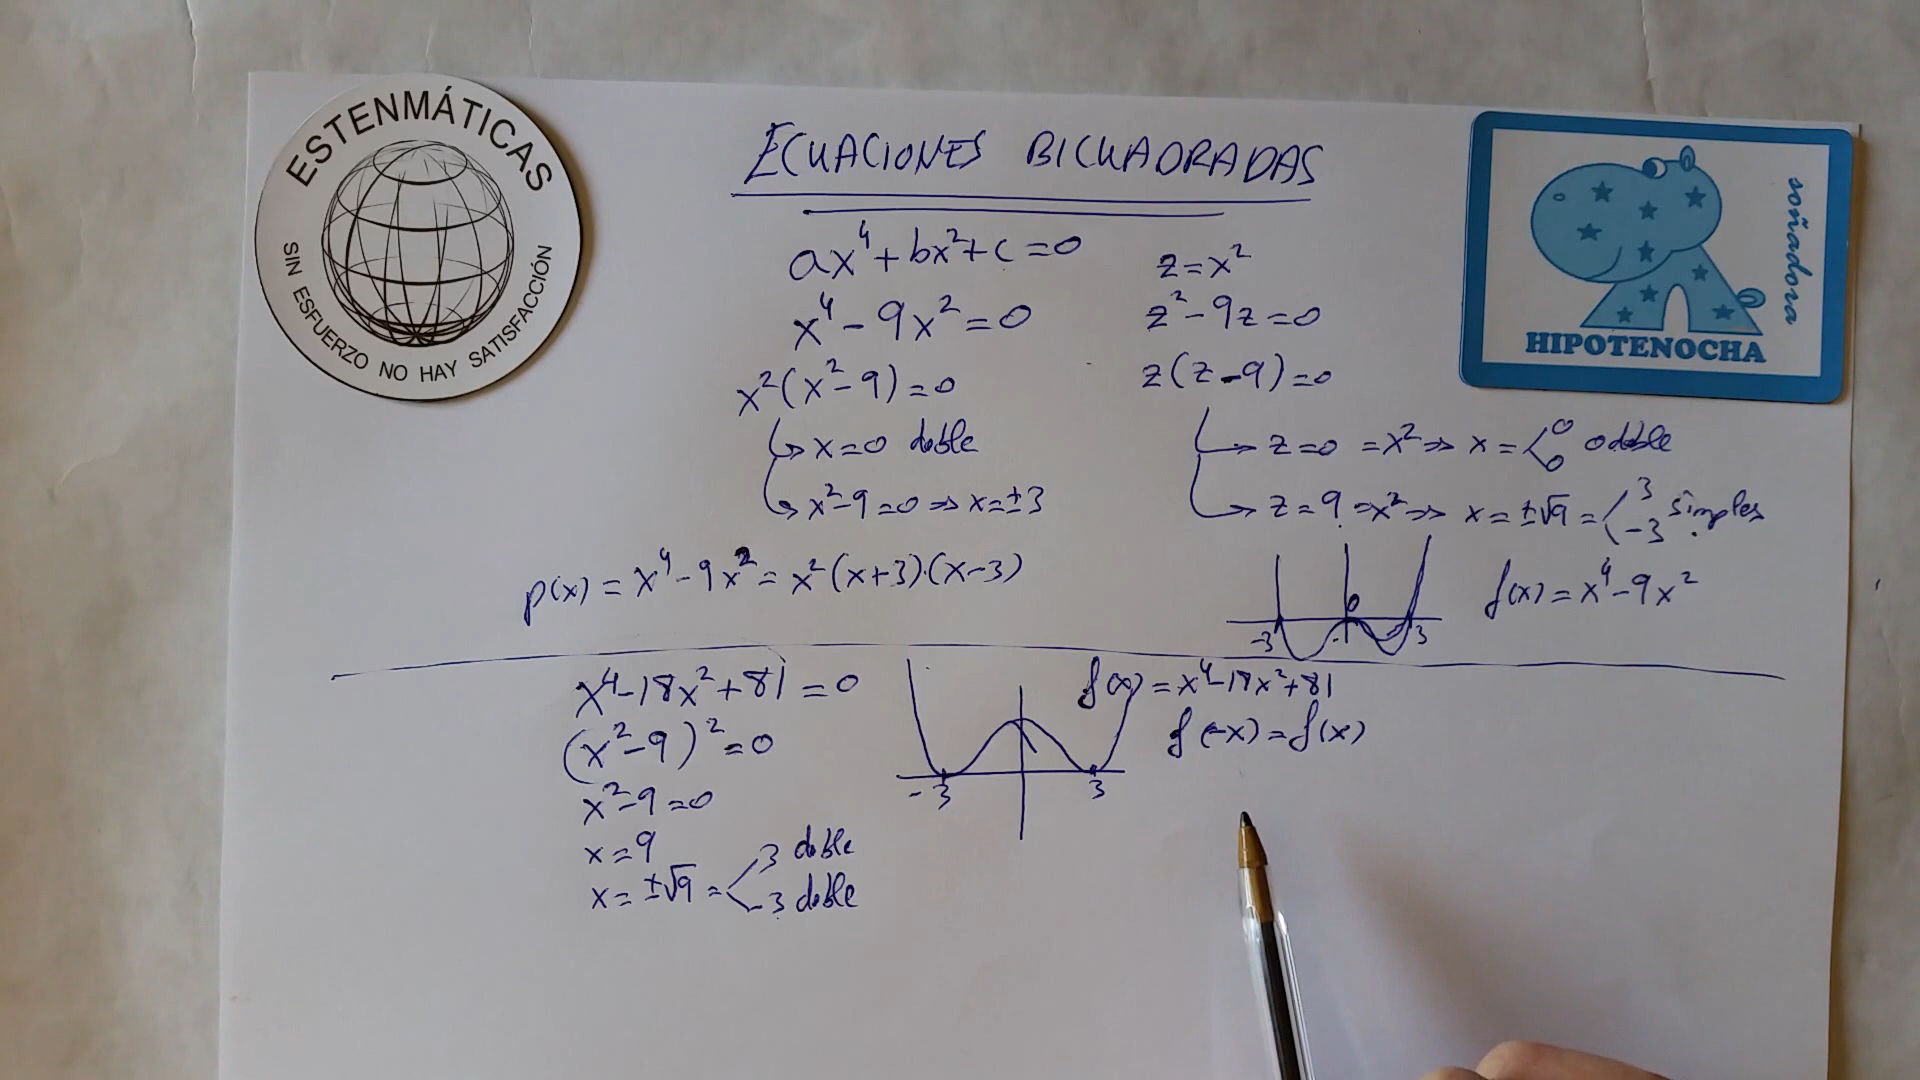 ESTENMÁTICAS
SIN ESFUERZO NO HAY SATISFACCIÓN
ECUACIONES BICUADRADAS
soñadora
HIPOTENOCHA
ax⁴+bx²+c=0
x⁴-9x²=0
x²(x²-9)=0
x=0 doble
x²-9=0⇒x=±3
z=x²
z²-9z=0
z(z-9)=0
z=0=x²⇒x= 0 0 0 doble
z=9=x²⇒x=±√9= 3 -3 simples
p(x)=x⁴-9x²=x²(x+3)·(x-3)
-3 0 3
f(x)=x⁴-9x²
x⁴-18x²+81=0
(x²-9)²=0
x²-9=0
x=9
x=±√9= 3 doble
-3 doble
-3 3
f(x)=x⁴-18x²+81
f(-x)=f(x)